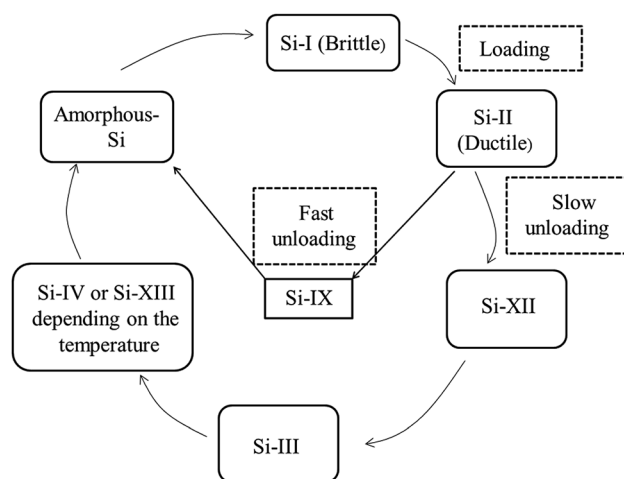 Si-I (Brittle)
Loading
Si-II
(Ductile)
Amorphous-
Si
Slow
unloading
Fast
unloading
Si-IX
Si-XII
Si-IV or Si-XIII
depending on the
temperature
Si-III